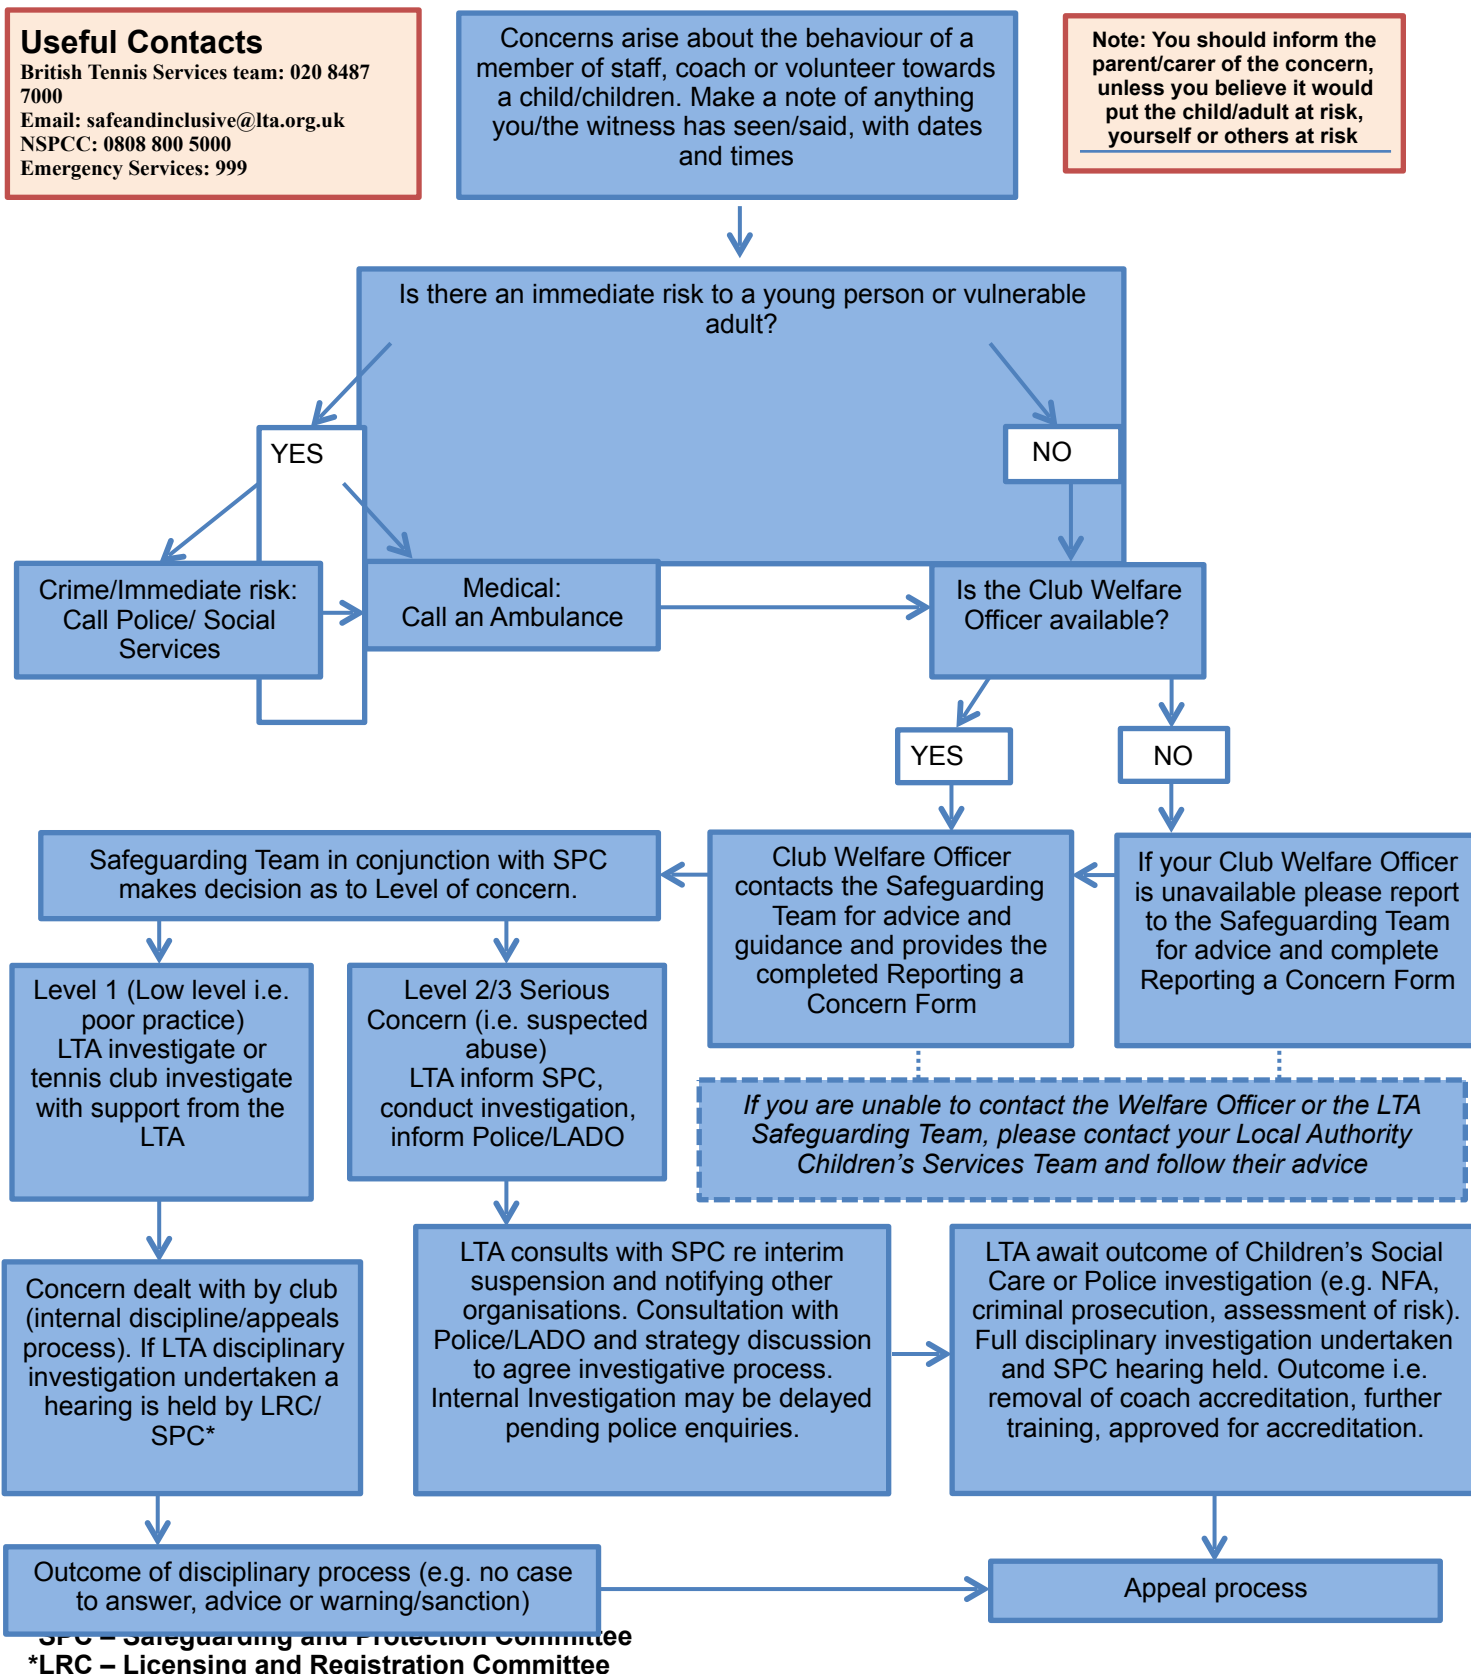 Useful Contacts
British Tennis Services team: 020 8487
7000
Email: safeandinclusive@lta.org.uk
NSPCC: 0808 800 5000
Emergency Services: 999
Concerns arise about the behaviour of a
member of staff, coach or volunteer towards
a child/children. Make a note of anything
you/the witness has seen/said, with dates
and times
Note: You should inform the
parent/carer of the concern,
unless you believe it would
put the child/adult at risk,
yourself or others at risk
Is there an immediate risk to a young person or vulnerable
adult?
YES
NO
Crime/Immediate risk:
Call Police/ Social
Services
Medical:
Call an Ambulance
Is the Club Welfare
Officer available?
YES
NO
Safeguarding Team in conjunction with SPC
makes decision as to Level of concern.
Club Welfare Officer
contacts the Safeguarding
Team for advice and
guidance and provides the
completed Reporting a
Concern Form
If your Club Welfare Officer
is unavailable please report
to the Safeguarding Team
for advice and complete
Reporting a Concern Form
Level 1 (Low level i.e.
poor practice)
LTA investigate or
tennis club investigate
with support from the
LTA
Level 2/3 Serious
Concern (i.e. suspected
abuse)
LTA inform SPC,
conduct investigation,
inform Police/LADO
If you are unable to contact the Welfare Officer or the LTA
Safeguarding Team, please contact your Local Authority
Children’s Services Team and follow their advice
Concern dealt with by club
(internal discipline/appeals
process). If LTA disciplinary
investigation undertaken a
hearing is held by LRC/
SPC*
LTA consults with SPC re interim
suspension and notifying other
organisations. Consultation with
Police/LADO and strategy discussion
to agree investigative process.
Internal Investigation may be delayed
pending police enquiries.
LTA await outcome of Children’s Social
Care or Police investigation (e.g. NFA,
criminal prosecution, assessment of risk).
Full disciplinary investigation undertaken
and SPC hearing held. Outcome i.e.
removal of coach accreditation, further
training, approved for accreditation.
Outcome of disciplinary process (e.g. no case
to answer, advice or warning/sanction)
Appeal process
*SPC – Safeguarding and Protection Committee
*LRC – Licensing and Registration Committee